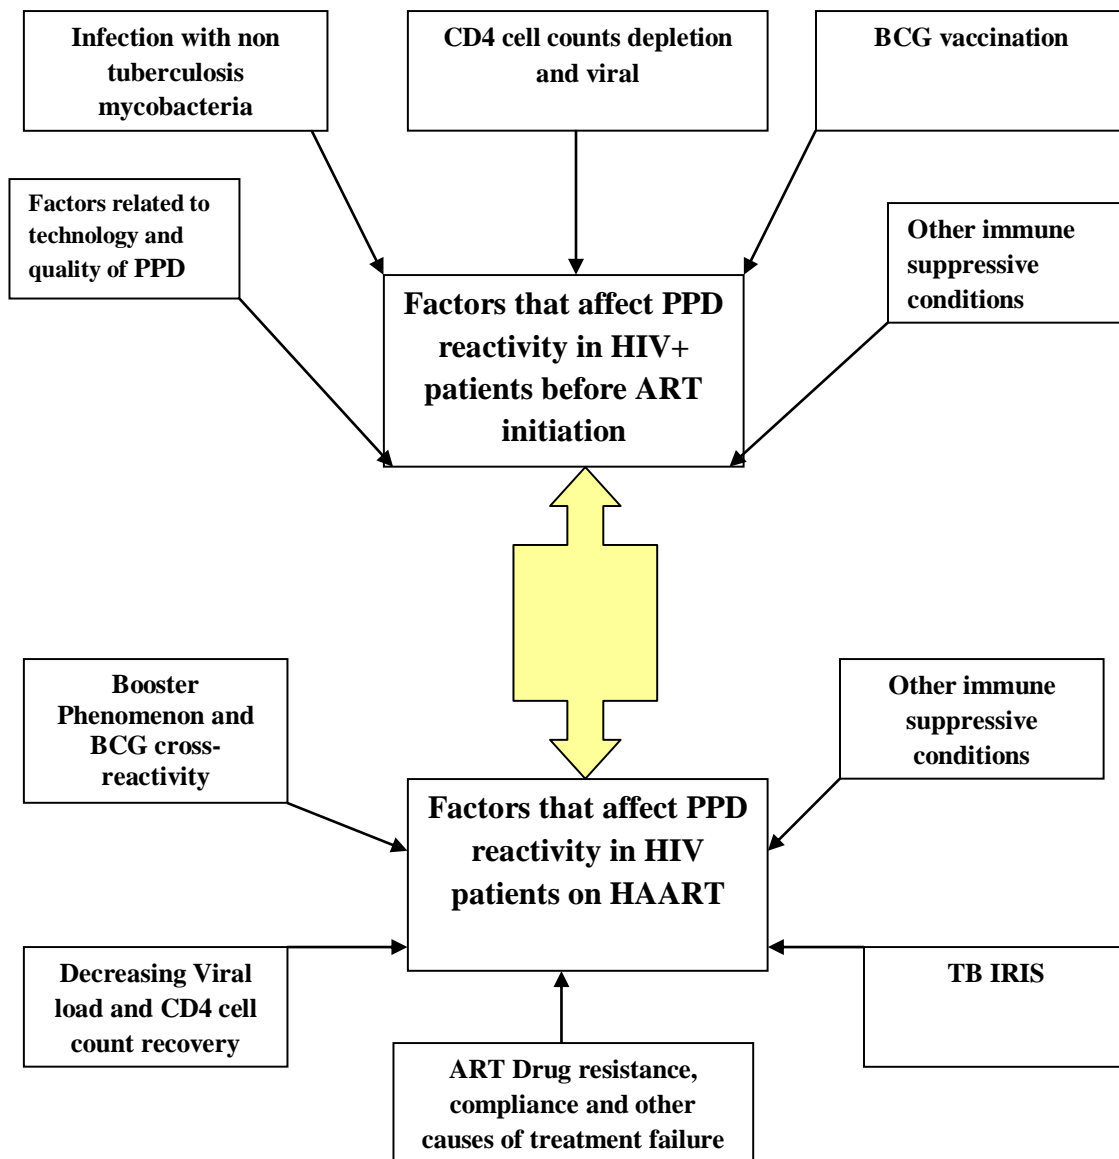 Infection with non
tuberculosis
mycobacteria
CD4 cell counts depletion
and viral
BCG vaccination
Factors related to
technology and
quality of PPD
Other immune
suppressive
conditions
Factors that affect PPD
reactivity in HIV+
patients before ART
initiation
Booster
Phenomenon and
BCG cross-
reactivity
Other immune
suppressive
conditions
Factors that affect PPD
reactivity in HIV
patients on HAART
Decreasing Viral
load and CD4 cell
count recovery
TB IRIS
ART Drug resistance,
compliance and other
causes of treatment failure